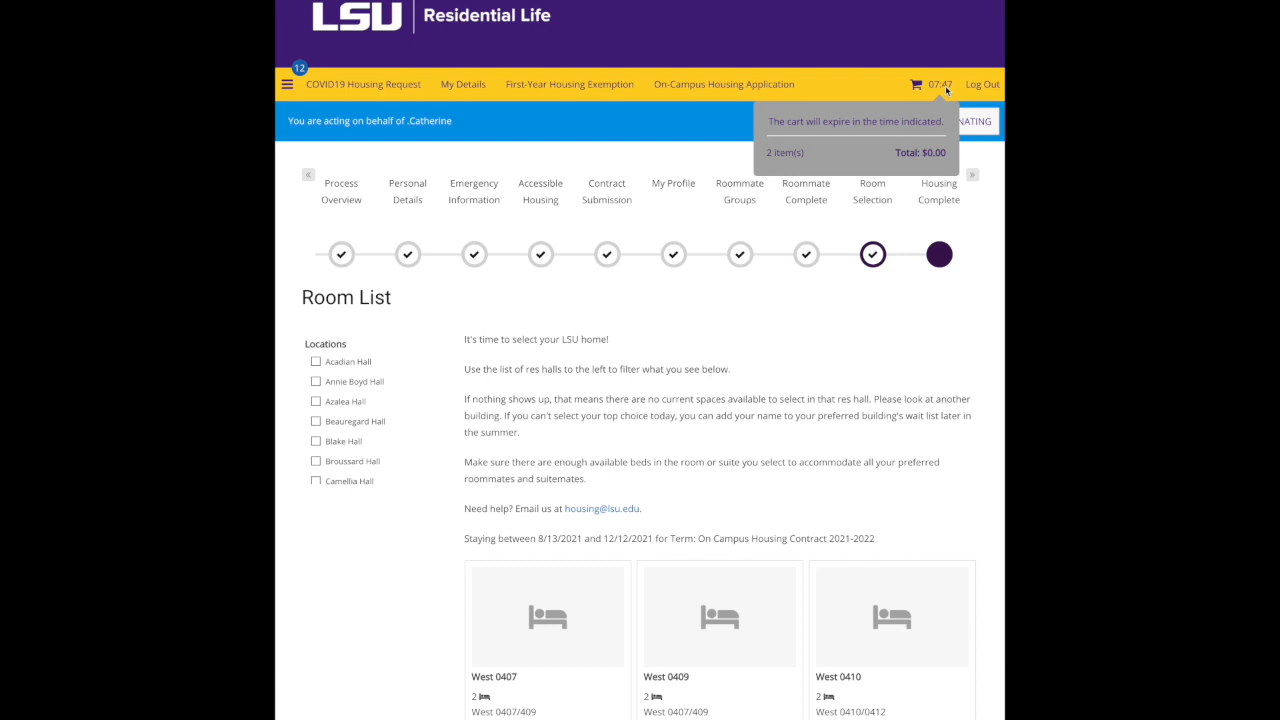 LSU Residential Life
12
COVID19 Housing Request My Details First-Year Housing Exemption On-Campus Housing Application 07:47 Log Out
You are acting on behalf of .Catherine
The cart will expire in the time indicated.
NATING
2 item(s) Total: $0.00
« »
Process Overview
Personal Details
Emergency Information
Accessible Housing
Contract Submission
My Profile
Roommate Groups
Roommate Complete
Room Selection
Housing Complete
Room List
Locations
Acadian Hall
Annie Boyd Hall
Azalea Hall
Beauregard Hall
Blake Hall
Broussard Hall
Camellia Hall
It's time to select your LSU home!
Use the list of res halls to the left to filter what you see below.
If nothing shows up, that means there are no current spaces available to select in that res hall. Please look at another
building. If you can't select your top choice today, you can add your name to your preferred building's wait list later in
the summer.
Make sure there are enough available beds in the room or suite you select to accommodate all your preferred
roommates and suitemates.
Need help? Email us at housing@lsu.edu.
Staying between 8/13/2021 and 12/12/2021 for Term: On Campus Housing Contract 2021-2022
West 0407
2
West 0407/409
West 0409
2
West 0407/409
West 0410
2
West 0410/0412